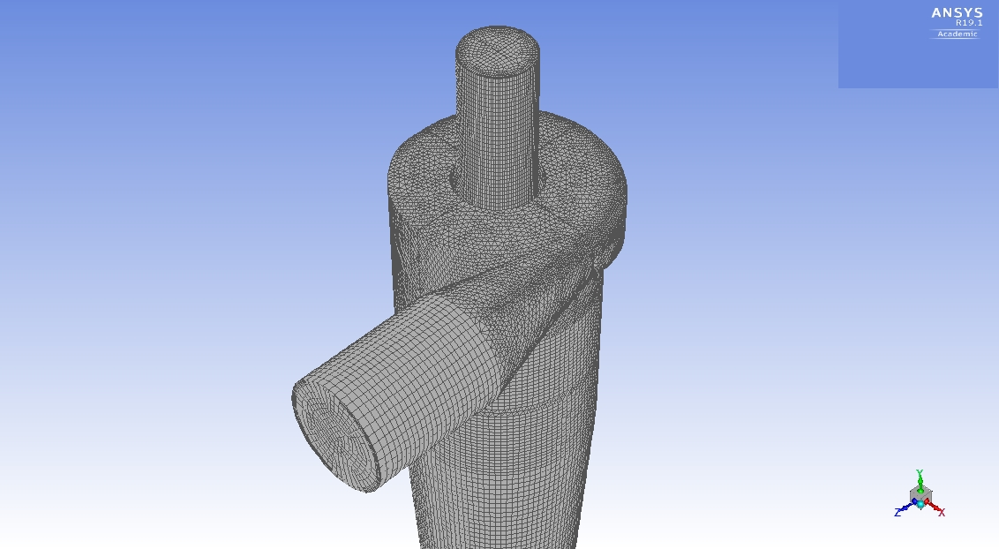 ANSYS
R19.1
Academic
Y
Z
X